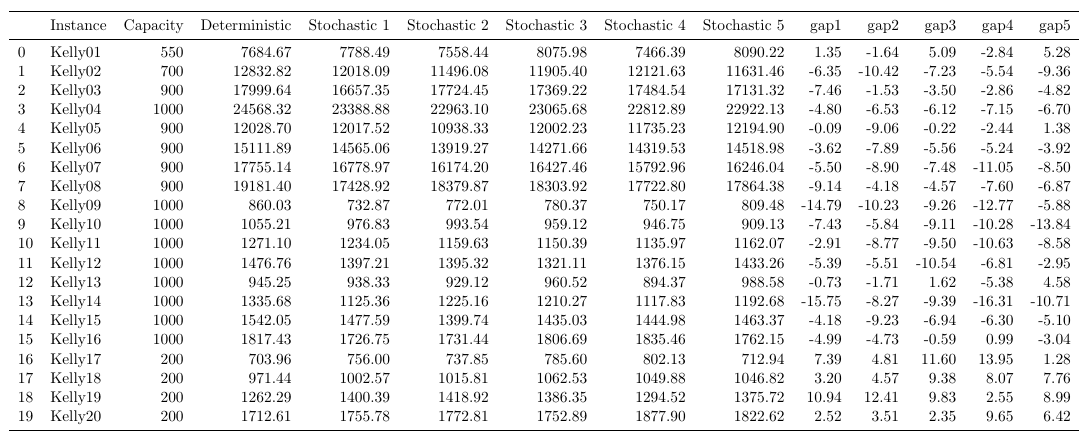 Instance Capacity Deterministic Stochastic 1 Stochastic 2 Stochastic 3 Stochastic 4 Stochastic 5 gap1 gap2 gap3 gap4 gap5
0 Kelly01 550 7684.67 7788.49 7558.44 8075.98 7466.39 8090.22 1.35 -1.64 5.09 -2.84 5.28
1 Kelly02 700 12832.82 12018.09 11496.08 11905.40 12121.63 11631.46 -6.35 -10.42 -7.23 -5.54 -9.36
2 Kelly03 900 17999.64 16657.35 17724.45 17369.22 17484.54 17131.32 -7.46 -1.53 -3.50 -2.86 -4.82
3 Kelly04 1000 24568.32 23388.88 22963.10 23065.68 22812.89 22922.13 -4.80 -6.53 -6.12 -7.15 -6.70
4 Kelly05 900 12028.70 12017.52 10938.33 12002.23 11735.23 12194.90 -0.09 -9.06 -0.22 -2.44 1.38
5 Kelly06 900 15111.89 14565.06 13919.27 14271.66 14319.53 14518.98 -3.62 -7.89 -5.56 -5.24 -3.92
6 Kelly07 900 17755.14 16778.97 16174.20 16427.46 15792.96 16246.04 -5.50 -8.90 -7.48 -11.05 -8.50
7 Kelly08 900 19181.40 17428.92 18379.87 18303.92 17722.80 17864.38 -9.14 -4.18 -4.57 -7.60 -6.87
8 Kelly09 1000 860.03 732.87 772.01 780.37 750.17 809.48 -14.79 -10.23 -9.26 -12.77 -5.88
9 Kelly10 1000 1055.21 976.83 993.54 959.12 946.75 909.13 -7.43 -5.84 -9.11 -10.28 -13.84
10 Kelly11 1000 1271.10 1234.05 1159.63 1150.39 1135.97 1162.07 -2.91 -8.77 -9.50 -10.63 -8.58
11 Kelly12 1000 1476.76 1397.21 1395.32 1321.11 1376.15 1433.26 -5.39 -5.51 -10.54 -6.81 -2.95
12 Kelly13 1000 945.25 938.33 929.12 960.52 894.37 988.58 -0.73 -1.71 1.62 -5.38 4.58
13 Kelly14 1000 1335.68 1125.36 1225.16 1210.27 1117.83 1192.68 -15.75 -8.27 -9.39 -16.31 -10.71
14 Kelly15 1000 1542.05 1477.59 1399.74 1435.03 1444.98 1463.37 -4.18 -9.23 -6.94 -6.30 -5.10
15 Kelly16 1000 1817.43 1726.75 1731.44 1806.69 1835.46 1762.15 -4.99 -4.73 -0.59 0.99 -3.04
16 Kelly17 200 703.96 756.00 737.85 785.60 802.13 712.94 7.39 4.81 11.60 13.95 1.28
17 Kelly18 200 971.44 1002.57 1015.81 1062.53 1049.88 1046.82 3.20 4.57 9.38 8.07 7.76
18 Kelly19 200 1262.29 1400.39 1418.92 1386.35 1294.52 1375.72 10.94 12.41 9.83 2.55 8.99
19 Kelly20 200 1712.61 1755.78 1772.81 1752.89 1877.90 1822.62 2.52 3.51 2.35 9.65 6.42